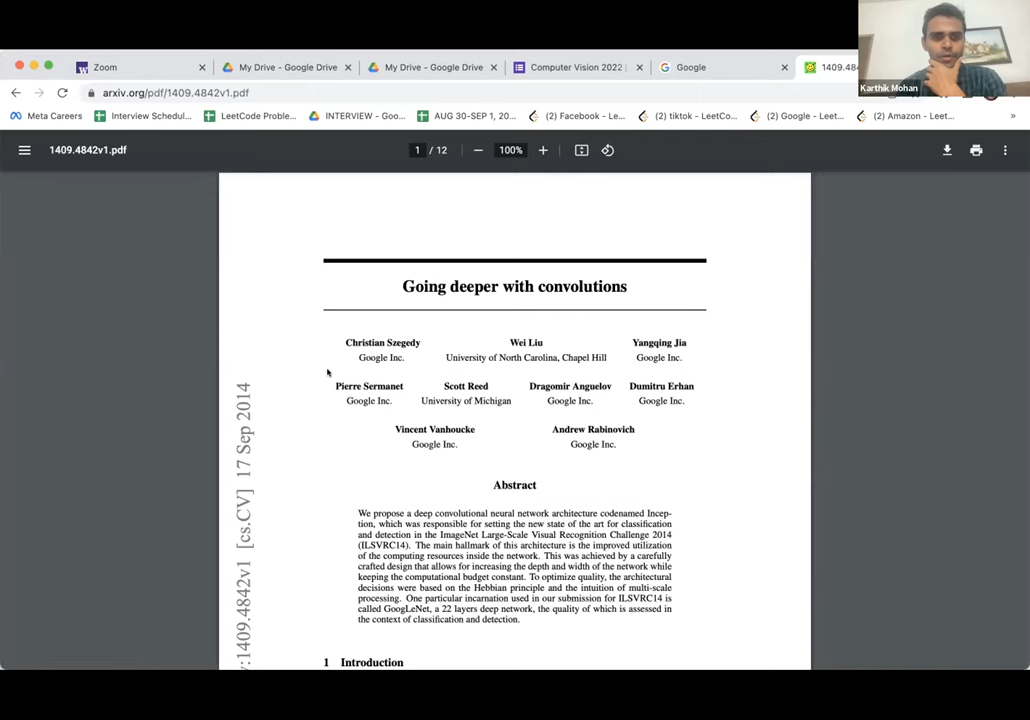 Karthik Mohan
Zoom
My Drive - Google Drive
My Drive - Google Drive
Computer Vision 2022
Google
1409.48
arxiv.org/pdf/1409.4842v1.pdf
Meta Careers
Interview Schedul...
LeetCode Proble...
INTERVIEW - Goo...
AUG 30-SEP 1, 20...
(2) Facebook - Le...
(2) tiktok - LeetCo...
(2) Google - Leet...
(2) Amazon - Leet...
»
1409.4842v1.pdf
1 / 12
100%
Going deeper with convolutions
Christian Szegedy
Google Inc.
Wei Liu
University of North Carolina, Chapel Hill
Yangqing Jia
Google Inc.
Pierre Sermanet
Google Inc.
Scott Reed
University of Michigan
Dragomir Anguelov
Google Inc.
Dumitru Erhan
Google Inc.
Vincent Vanhoucke
Google Inc.
Andrew Rabinovich
Google Inc.
v:1409.4842v1 [cs.CV] 17 Sep 2014
Abstract
We propose a deep convolutional neural network architecture codenamed Incep-
tion, which was responsible for setting the new state of the art for classification
and detection in the ImageNet Large-Scale Visual Recognition Challenge 2014
(ILSVRC14). The main hallmark of this architecture is the improved utilization
of the computing resources inside the network. This was achieved by a carefully
crafted design that allows for increasing the depth and width of the network while
keeping the computational budget constant. To optimize quality, the architectural
decisions were based on the Hebbian principle and the intuition of multi-scale
processing. One particular incarnation used in our submission for ILSVRC14 is
called GoogLeNet, a 22 layers deep network, the quality of which is assessed in
the context of classification and detection.
1 Introduction